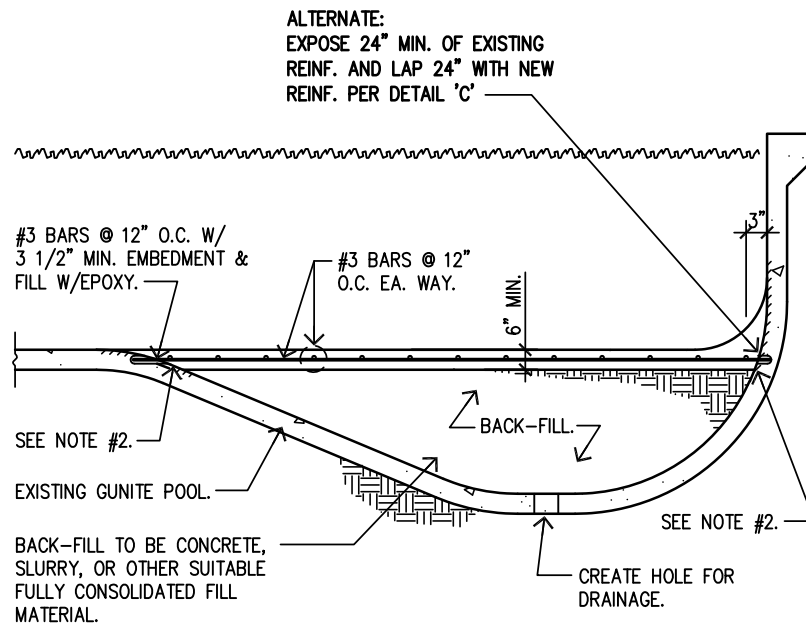 ALTERNATE:
EXPOSE 24" MIN. OF EXISTING
REINF. AND LAP 24" WITH NEW
REINF. PER DETAIL 'C'
3"
#3 BARS @ 12" O.C. W/
3 1/2" MIN. EMBEDMENT &
FILL W/EPOXY.
#3 BARS @ 12"
O.C. EA. WAY.
6" MIN.
SEE NOTE #2.
BACK-FILL.
EXISTING GUNITE POOL.
SEE NOTE #2.
BACK-FILL TO BE CONCRETE,
SLURRY, OR OTHER SUITABLE
FULLY CONSOLIDATED FILL
MATERIAL.
CREATE HOLE FOR
DRAINAGE.